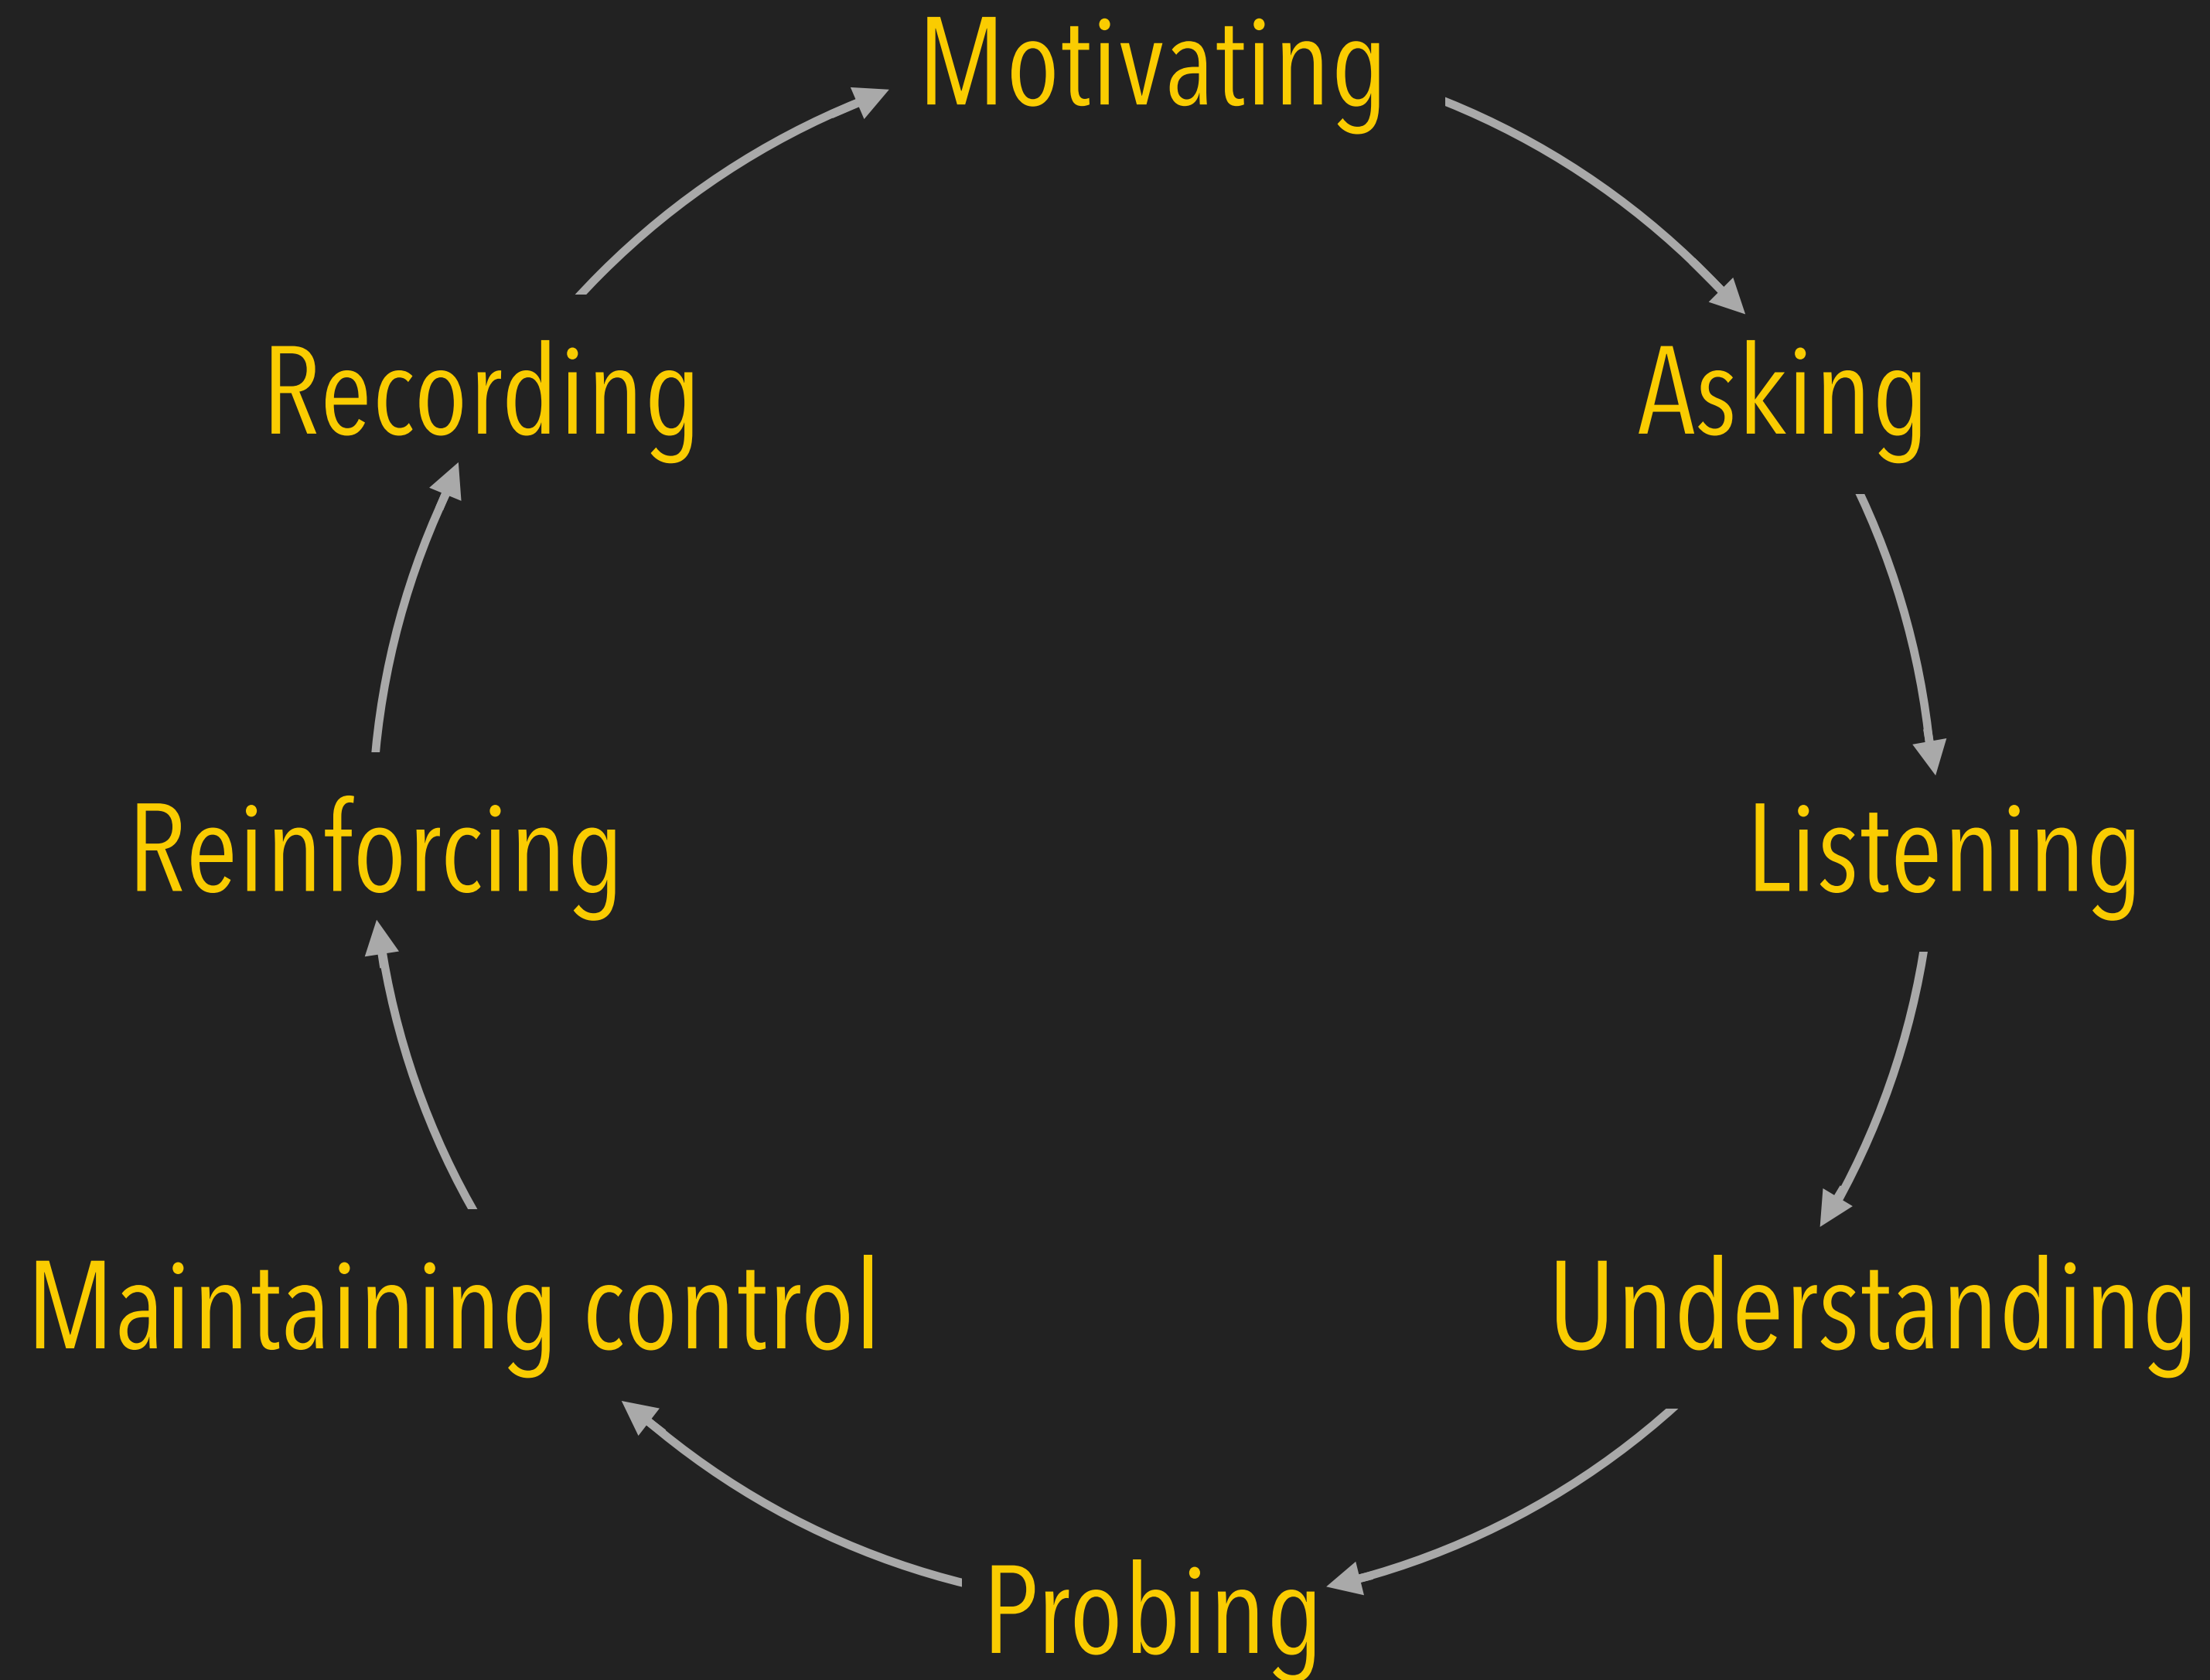 Motivating
Asking
Listening
Understanding
Probing
Maintaining control
Reinforcing
Recording